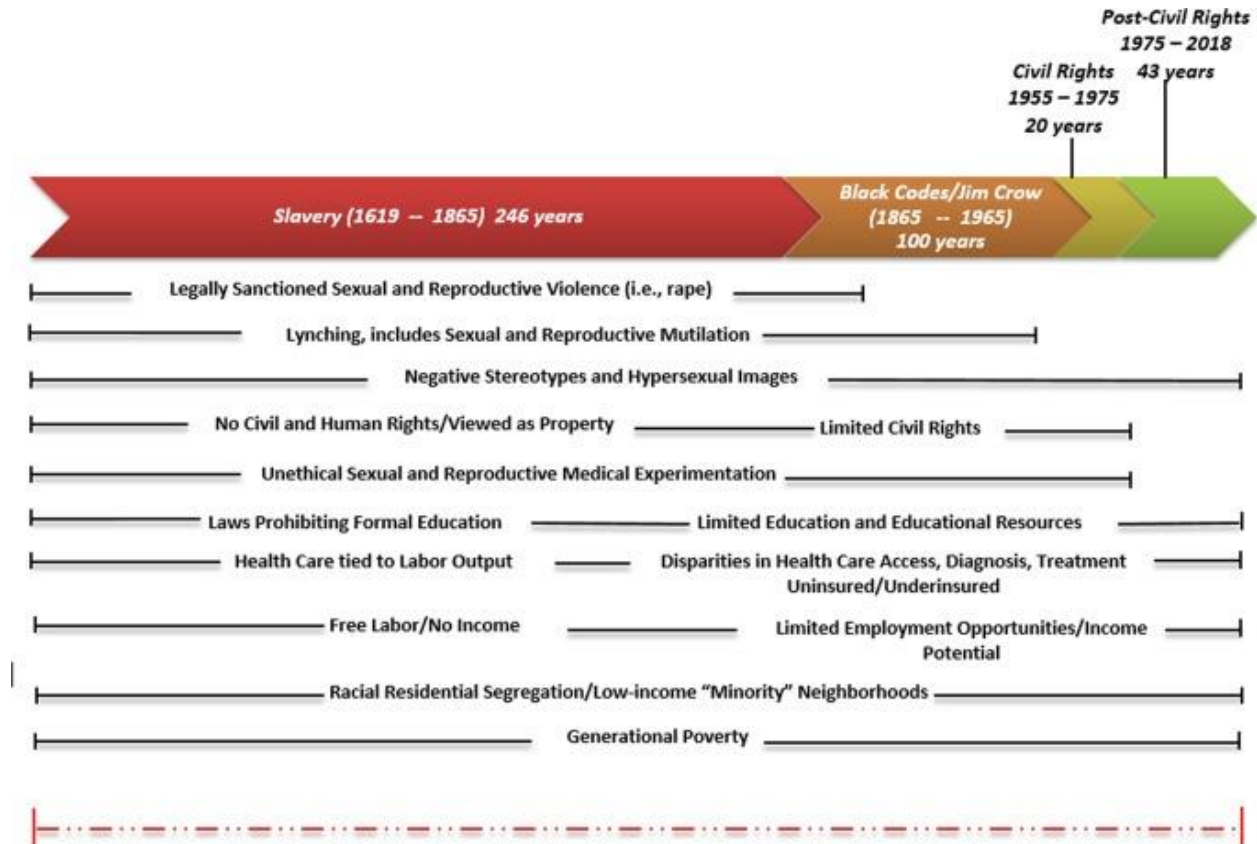 Post-Civil Rights
1975 – 2018
43 years
Civil Rights
1955 – 1975
20 years
Slavery (1619 -- 1865) 246 years
Black Codes/Jim Crow
(1865 -- 1965)
100 years
Legally Sanctioned Sexual and Reproductive Violence (i.e., rape)
Lynching, includes Sexual and Reproductive Mutilation
Negative Stereotypes and Hypersexual Images
No Civil and Human Rights/Viewed as Property
Limited Civil Rights
Unethical Sexual and Reproductive Medical Experimentation
Laws Prohibiting Formal Education
Limited Education and Educational Resources
Health Care tied to Labor Output
Disparities in Health Care Access, Diagnosis, Treatment
Uninsured/Underinsured
Free Labor/No Income
Limited Employment Opportunities/Income
Potential
Racial Residential Segregation/Low-income “Minority” Neighborhoods
Generational Poverty